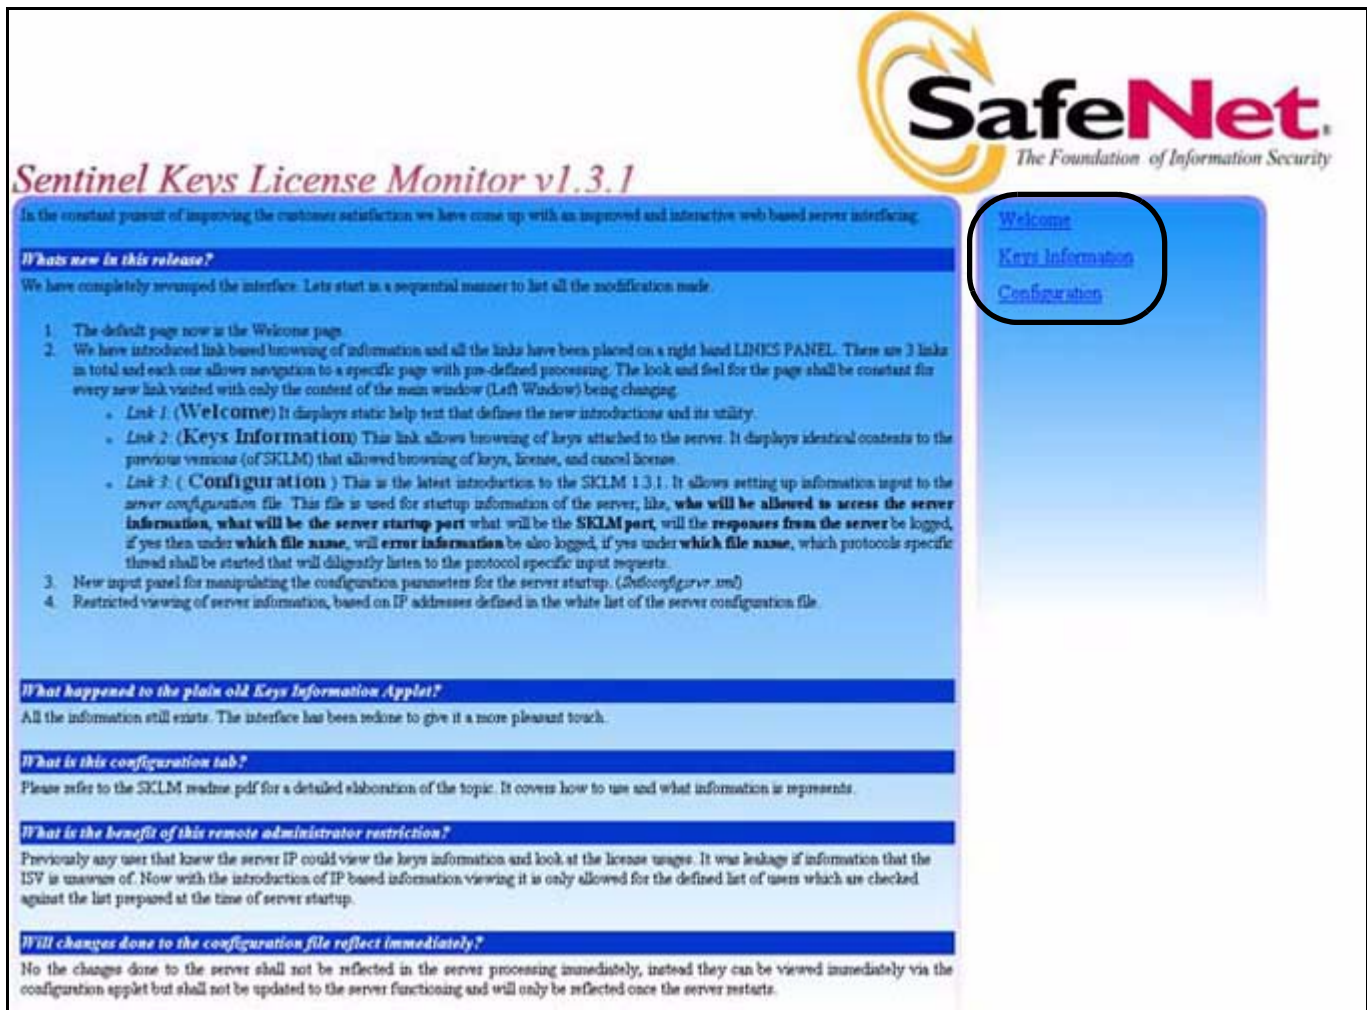 SafeNet.
The Foundation of Information Security
Sentinel Keys License Monitor v1.3.1
In the constant pursuit of improving the customer satisfiction we have come up with an improved and interactive web based server interfacing.
Whats new in this release?
We have completely revamped the interface. Lets start in a sequential manner to list all the modification made.
1. The default page now is the Welcome page.
2. We have introduced link based browsing of information and all the links have been placed on a right hand LINKS PANEL. There are 3 links
in total and each one allows navigation to a specific page with pre-defined processing. The look and feel for the page shall be constant for
every new link visited with only the content of the main window (Left Window) being changing.
Link 1: (Welcome) It displays static help text that defines the new introductions and its utility.
Link 2: (Keys Information) This link allows browsing of keys attached to the server. It displays identical contests to the
previous versions (of SKLM) that allowed browsing of keys, license, and cancel license.
Link 3: ( Configuration ) This is the latest introduction to the SKLM 1.3.1. It allows setting up information input to the
server configuration file. This file is used for startup information of the server, like, who will be allowed to access the server
information, what will be the server startup port what will be the SKLM port, will the responses from the server be logged,
if yes then under which file name, will error information be also logged, if yes under which file name, which protocols specific
thread shall be started that will diligratly listen to the protocol specific input requests.
3. New input panel for manipulating the configuration parameters for the server startup.
4. Restricted viewing of server information, based on IP addresses defined in the white list of the server configuration file.
What happened to the plain old Keys Information Applet?
All the information still exists. The interface has been redone to give it a more pleasant touch.
What is this configuration tab?
Please refer to the SKLM readme.pdf for a detailed elaboration of the topic. It covers how to use and what information is represents.
What is the benefit of this remote administrator restriction?
Previously any user that knew the server IP could view the keys information and look at the license usages. It was leakage if information that the
ISV is unaware of. Now with the introduction of IP based information viewing it is only allowed for the defined list of users which are checked
against the list prepared at the time of server startup.
Will changes done to the configuration file reflect immediately?
No the changes done to the server shall not be reflected in the server processing immediately, instead they can be viewed immediately via the
configuration applet but shall not be updated to the server functioning and will only be reflected once the server restarts.
Welcome
Keys Information
Configuration